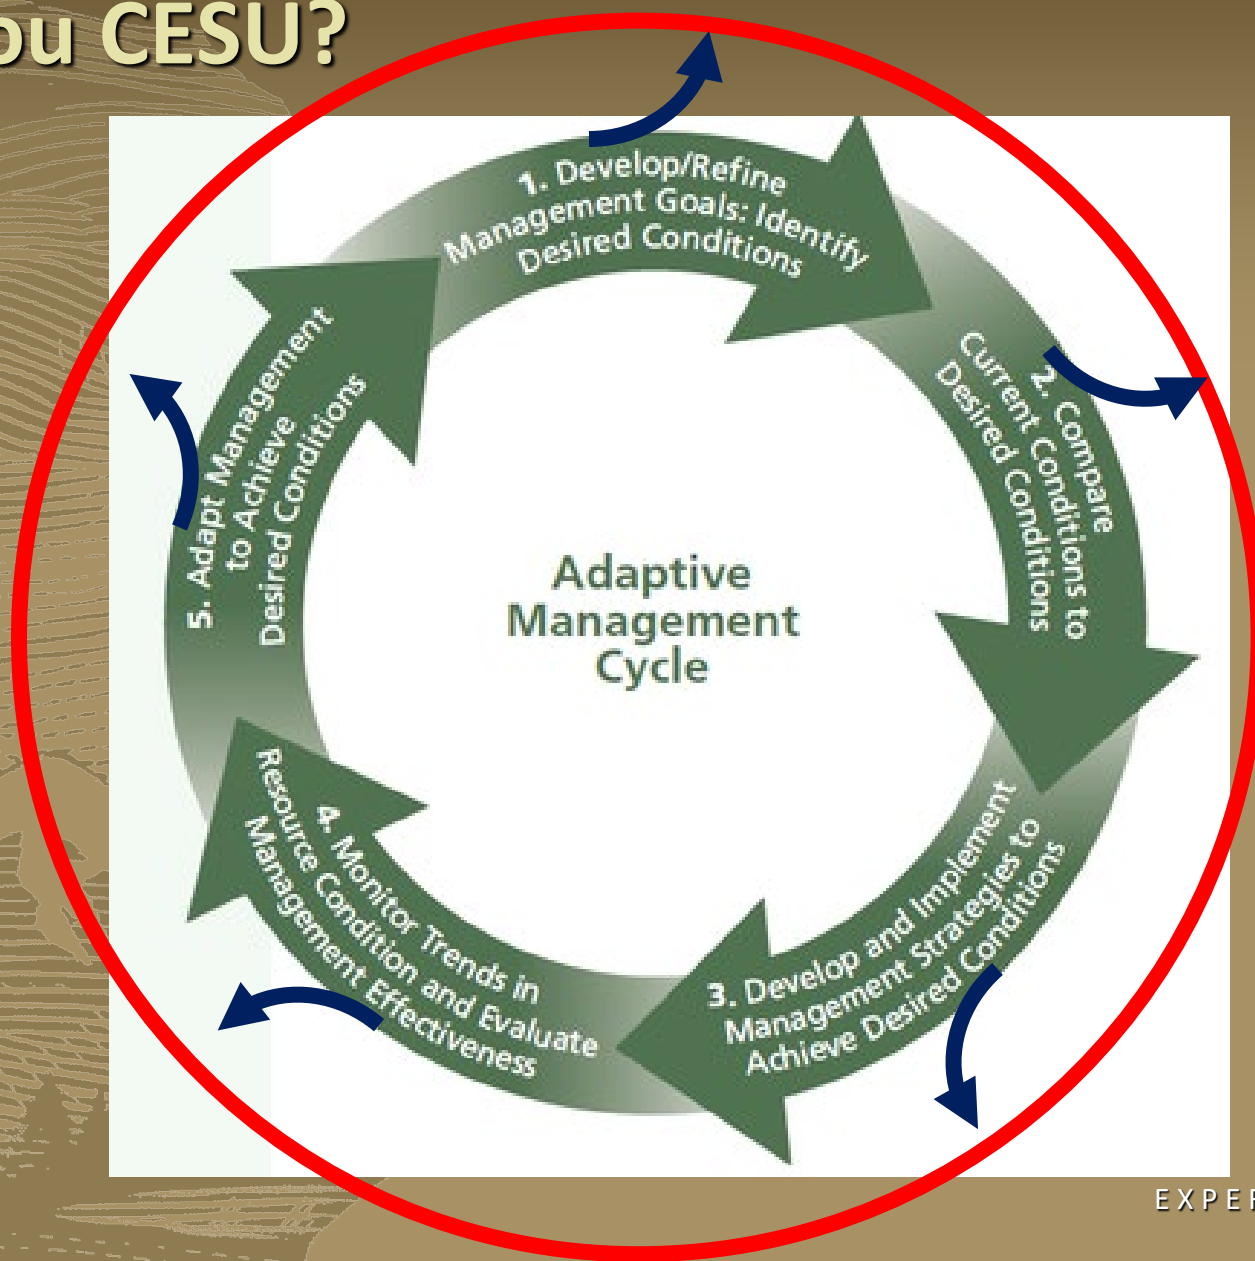 ou CESU?
1. Develop/Refine
Management Goals: Identify
Desired Conditions
2. Compare
Current Conditions to
Desired Conditions
3. Develop and Implement
Management Strategies to
Achieve Desired Conditions
4. Monitor Trends in
Resource Condition and Evaluate
Management Effectiveness
5. Adapt Management
to Achieve
Desired Conditions
Adaptive
Management
Cycle
EXPER